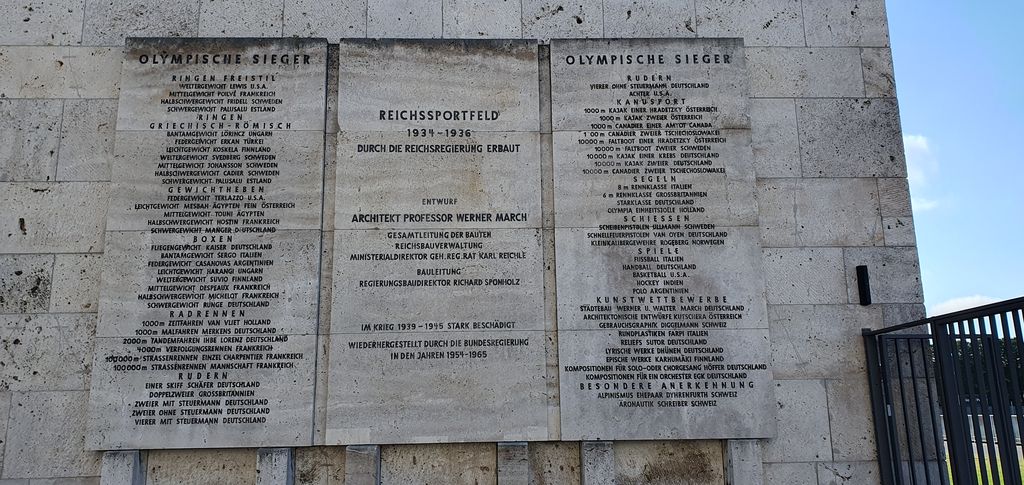 OLYMPISCHE SIEGER
RINGEN FREISTIL
WELTERGEWICHT LEWIS U.S.A.
MITTELGEWICHT POILVÉ FRANKREICH
HALBSCHWERGEWICHT FRIDELL SCHWEDEN
SCHWERGEWICHT PALUSALU ESTLAND
RINGEN
GRIECHISCH-RÖMISCH
BANTAMGEWICHT LÖRINCZ UNGARN
FEDERGEWICHT ERKAN TÜRKEI
LEICHTGEWICHT KOSKELA FINNLAND
WELTERGEWICHT SVEDBERG SCHWEDEN
MITTELGEWICHT JOHANSSON SCHWEDEN
HALBSCHWERGEWICHT CADIER SCHWEDEN
SCHWERGEWICHT PALUSALU ESTLAND
GEWICHTHEBEN
FEDERGEWICHT TERLAZZO U.S.A.
LEICHTGEWICHT MESBAH ÄGYPTEN FEIN ÖSTERREICH
MITTELGEWICHT TOUNI ÄGYPTEN
HALBSCHWERGEWICHT HOSTIN FRANKREICH
SCHWERGEWICHT MANGER DEUTSCHLAND
BOXEN
FLIEGENGEWICHT KAISER DEUTSCHLAND
BANTAMGEWICHT SERGO ITALIEN
FEDERGEWICHT CASANOVAS ARGENTINIEN
LEICHTGEWICHT HARANGI UNGARN
WELTERGEWICHT SUVIO FINNLAND
MITTELGEWICHT DESPEAUX FRANKREICH
HALBSCHWERGEWICHT MICHELOT FRANKREICH
SCHWERGEWICHT RUNGE DEUTSCHLAND
RADRENNEN
1000m ZEITFAHREN VAN VLIET HOLLAND
1000m MALFAHREN MERKENS DEUTSCHLAND
2000m TANDEMFAHREN IHBE LORENZ DEUTSCHLAND
4000m VERFOLGUNGSRENNEN FRANKREICH
100000m STRASSENRENNEN EINZEL CHARPENTIER FRANKREICH
100000m STRASSENRENNEN MANNSCHAFT FRANKREICH
RUDERN
EINER SKIFF SCHÄFER DEUTSCHLAND
DOPPELZWEIER GROSSBRITANNIEN
ZWEIER MIT STEUERMANN DEUTSCHLAND
ZWEIER OHNE STEUERMANN DEUTSCHLAND
VIERER MIT STEUERMANN DEUTSCHLAND
REICHSSPORTFELD
1934-1936
DURCH DIE REICHSREGIERUNG ERBAUT
ENTWURF
ARCHITEKT PROFESSOR WERNER MARCH
GESAMTLEITUNG DER BAUTEN
REICHSBAUVERWALTUNG
MINISTERIALDIREKTOR GEH. REG. RAT KARL REICHLE
BAULEITUNG
REGIERUNGSBAUDIREKTOR RICHARD SPONHOLZ
IM KRIEG 1939-1945 STARK BESCHÄDIGT
WIEDERHERGESTELLT DURCH DIE BUNDESREGIERUNG
IN DEN JAHREN 1954-1965
OLYMPISCHE SIEGER
RUDERN
VIERER OHNE STEUERMANN DEUTSCHLAND
ACHTER U.S.A.
KANUSPORT
1000m KAJAK EINER HRADETZKY ÖSTERREICH
1000m KAJAK ZWEIER ÖSTERREICH
1000m CANADIER EINER AMYOT CANADA
1000m CANADIER ZWEIER TSCHECHOSLOWAKEI
10000m FALTBOOT EINER HRADETZKY ÖSTERREICH
10000m FALTBOOT ZWEIER SCHWEDEN
10000m KAJAK EINER KREBS DEUTSCHLAND
10000m KAJAK ZWEIER DEUTSCHLAND
10000m CANADIER ZWEIER TSCHECHOSLOWAKEI
SEGELN
8m RENNKLASSE ITALIEN
6m RENNKLASSE GROSSBRITANNIEN
STARKLASSE DEUTSCHLAND
OLYMPIA EINHEITSJOLLE HOLLAND
SCHIESSEN
SCHEIBENPISTOLEN ULLMANN SCHWEDEN
SCHNELLFEUERPISTOLEN VAN OYEN DEUTSCHLAND
KLEINKALIBERGEWEHRE ROGEBERG NORWEGEN
SPIELE
FUSSBALL ITALIEN
HANDBALL DEUTSCHLAND
BASKETBALL U.S.A.
HOCKEY INDIEN
POLO ARGENTINIEN
KUNSTWETTBEWERBE
STÄDTEBAU WERNER U. WALTER MARCH DEUTSCHLAND
ARCHITEKTONISCHE ENTWÜRFE KUTSCHERA ÖSTERREICH
GEBRAUCHSGRAPHIK DIGGELMANN SCHWEIZ
RUNDPLASTIKEN FARPI ITALIEN
RELIEFS SUTOR DEUTSCHLAND
LYRISCHE WERKE DHÜNEN DEUTSCHLAND
EPISCHE WERKE KARHUMÄKI FINNLAND
KOMPOSITIONEN FÜR SOLO-ODER CHORGESANG HÖFFER DEUTSCHLAND
KOMPOSITIONEN FÜR EIN ORCHESTER EGK DEUTSCHLAND
BESONDERE ANERKENNUNG
ALPINISMUS EHEPAAR DYHRENFURTH SCHWEIZ
AERONAUTIK SCHREIBER SCHWEIZ